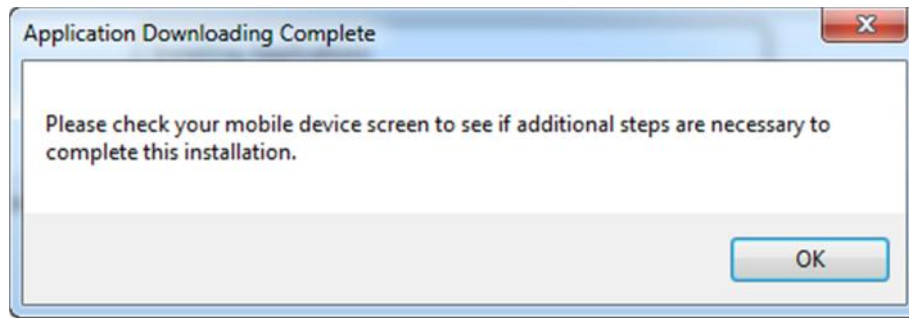 Application Downloading Complete
Please check your mobile device screen to see if additional steps are necessary to
complete this installation.
OK